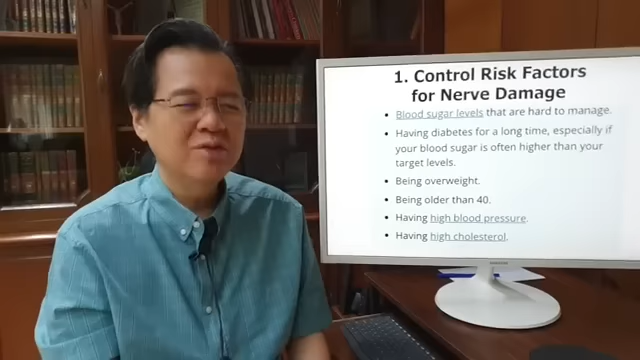 1. Control Risk Factors
for Nerve Damage
• Blood sugar levels that are hard to manage.
• Having diabetes for a long time, especially if
your blood sugar is often higher than your
target levels.
• Being overweight.
• Being older than 40.
• Having high blood pressure.
• Having high cholesterol.